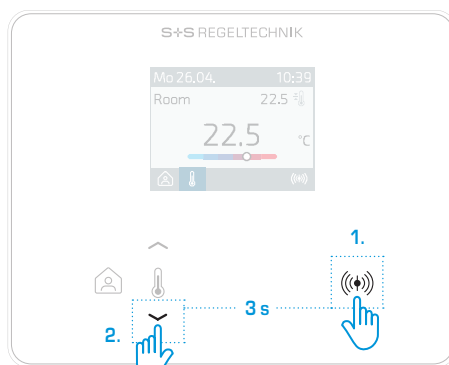 S+S REGELTECHNIK
Mo 26.04. 10:39
Room 22.5
22.5 °C
1.
3 s
2.